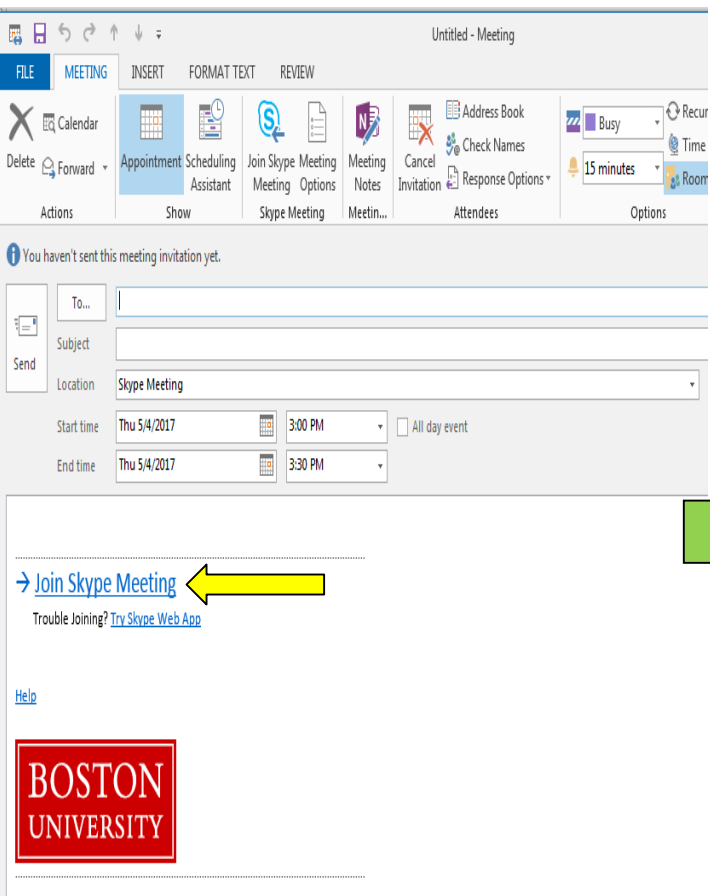 Untitled - Meeting
FILE MEETING INSERT FORMAT TEXT REVIEW
Delete
Calendar
Forward
Actions
Appointment
Scheduling
Assistant
Show
Join Skype
Meeting
Meeting
Options
Skype Meeting
Meeting
Notes
Meetin...
Cancel
Invitation
Address Book
Check Names
Response Options
Attendees
Busy
15 minutes
Recur
Time
Room
Options
You haven't sent this meeting invitation yet.
Send
To...
Subject
Location Skype Meeting
Start time Thu 5/4/2017 3:00 PM All day event
End time Thu 5/4/2017 3:30 PM
→ Join Skype Meeting
Trouble Joining? Try Skype Web App
Help
BOSTON
UNIVERSITY